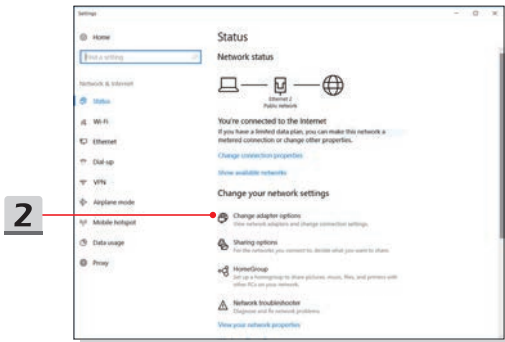 Settings
Home
Find a setting
Network & Internet
Status
Wi-Fi
Ethernet
Dial-up
VPN
Airplane mode
Mobile hotspot
Data usage
Proxy
2
Status
Network status
Ethernet 2
Public network
You're connected to the Internet
If you have a limited data plan, you can make this network a
metered connection or change other properties.
Change connection properties
Show available networks
Change your network settings
Change adapter options
View network adapters and change connection settings.
Sharing options
For the networks you connect to, decide what you want to share.
HomeGroup
Set up a homegroup to share pictures, music, files, and printers with
other PCs on your network.
Network troubleshooter
Diagnose and fix network problems.
View your network properties